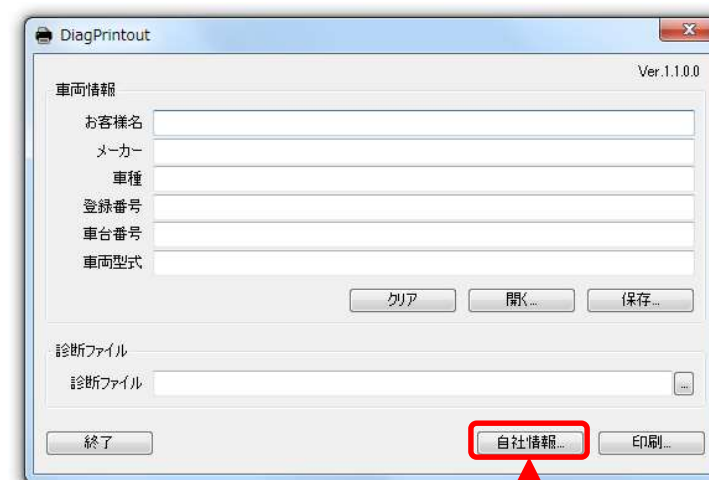 DiagPrintout
Ver.1.1.0.0
車両情報
お客様名
メーカー
車種
登録番号
車台番号
車両型式
クリア
開く...
保存...
診断ファイル
診断ファイル
...
終了
自社情報...
印刷...